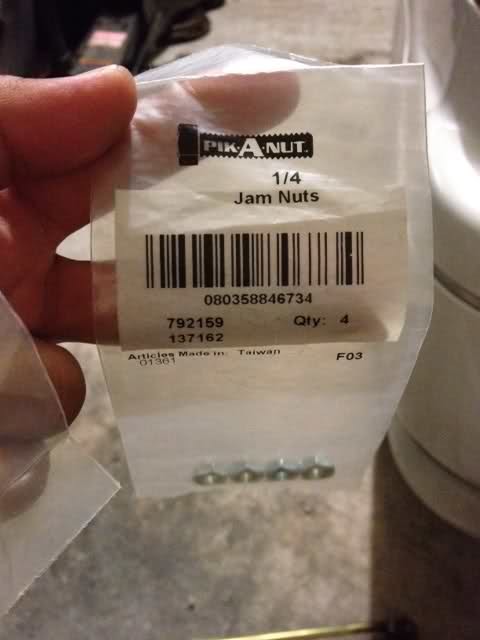 PIK·A·NUT.
1/4
Jam Nuts
080358846734
792159 Qty: 4
137162
Articles Made in: Taiwan F03
01361